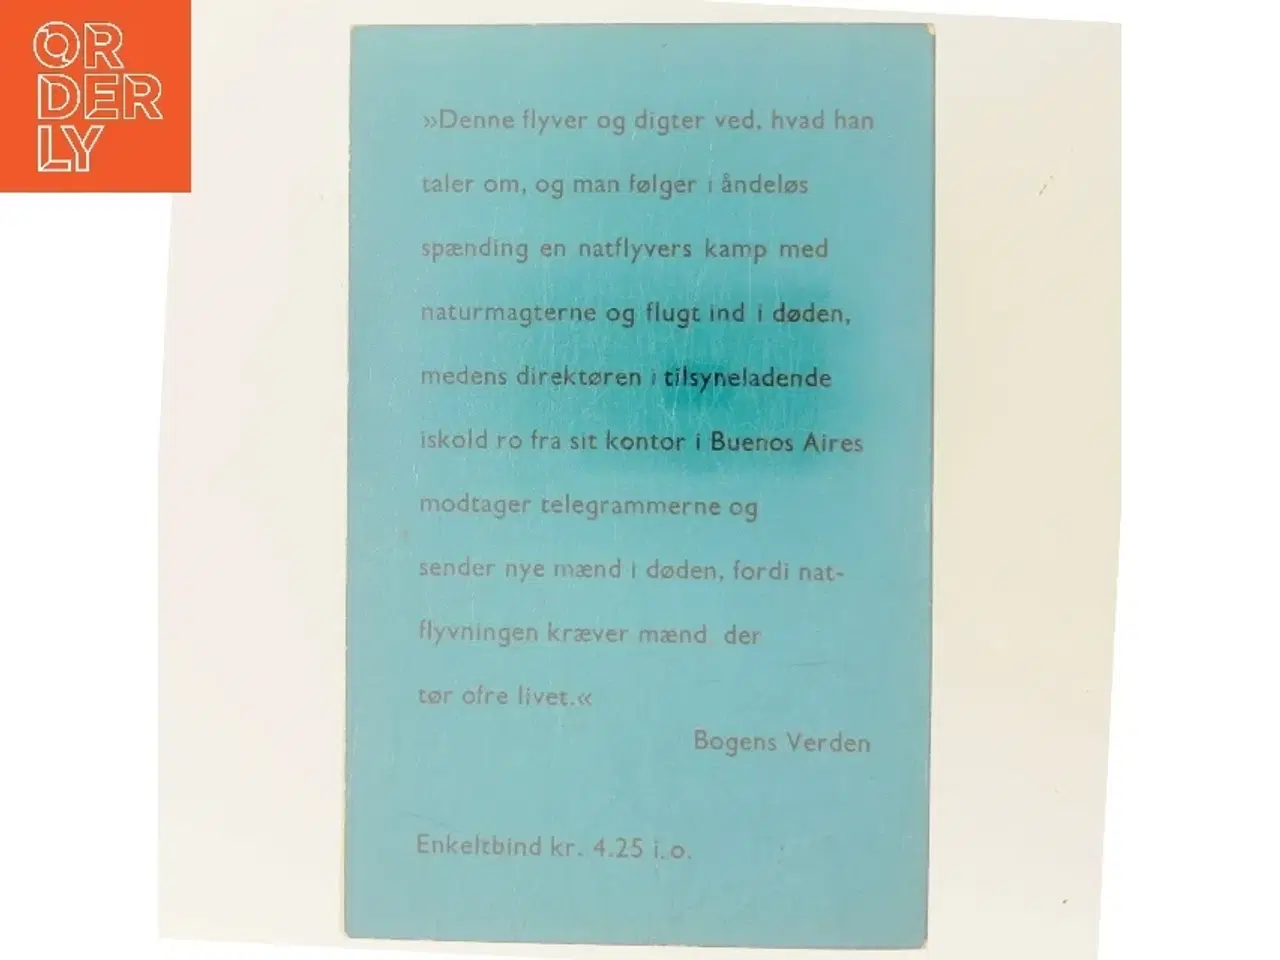 ORDERLY
»Denne flyver og digter ved, hvad han
taler om, og man følger i åndeløs
spænding en natflyvers kamp med
naturmagterne og flugt ind i døden,
medens direktøren i tilsyneladende
iskold ro fra sit kontor i Buenos Aires
modtager telegrammerne og
sender nye mænd i døden, fordi nat-
flyvningen kræver mænd der
tør ofre livet.«
Bogens Verden
Enkeltbind kr. 4.25 i.o.